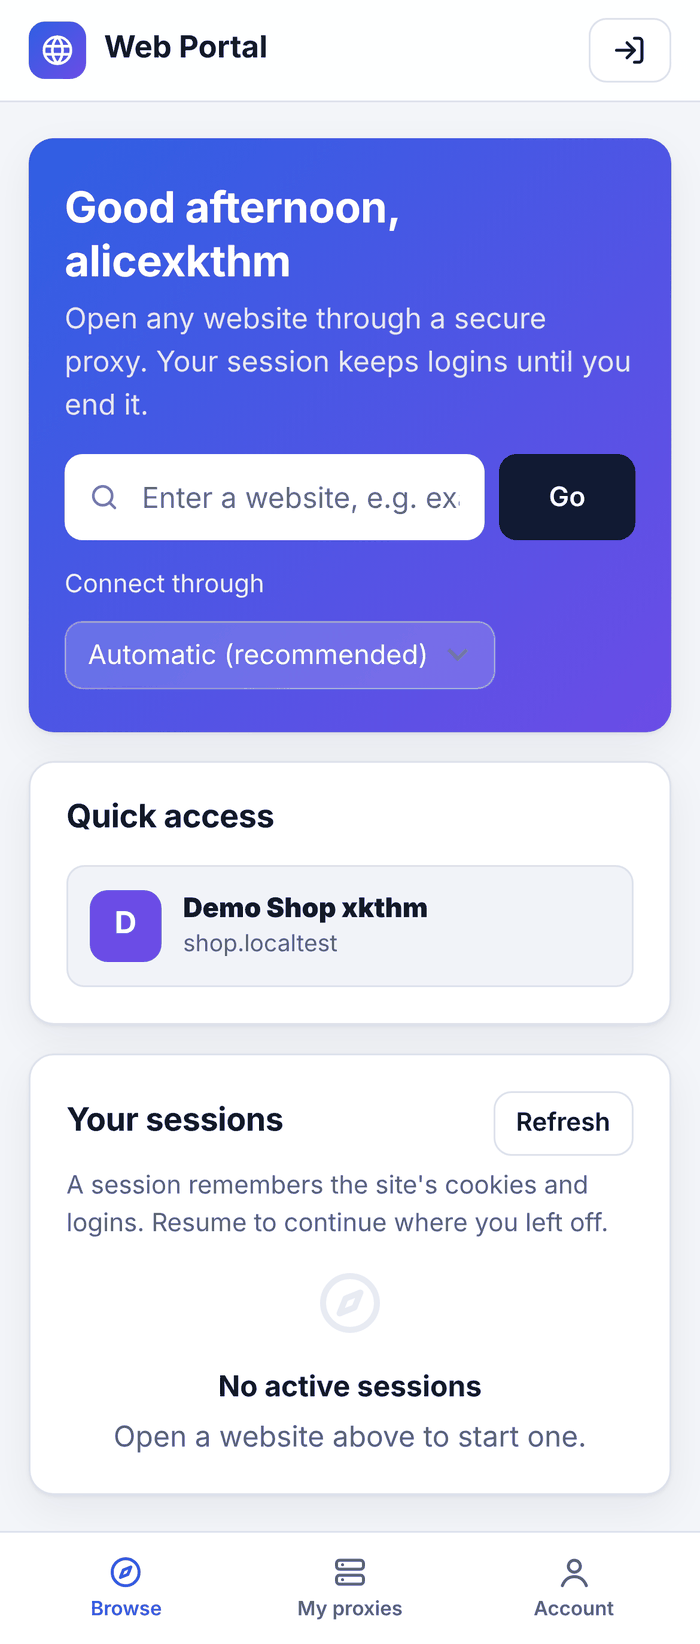 Web Portal
Good afternoon,
alicexkthm
Open any website through a secure
proxy. Your session keeps logins until you
end it.
Enter a website, e.g. ex
Go
Connect through
Automatic (recommended)
Quick access
D
Demo Shop xkthm
shop.localtest
Your sessions
Refresh
A session remembers the site's cookies and
logins. Resume to continue where you left off.
No active sessions
Open a website above to start one.
Browse
My proxies
Account